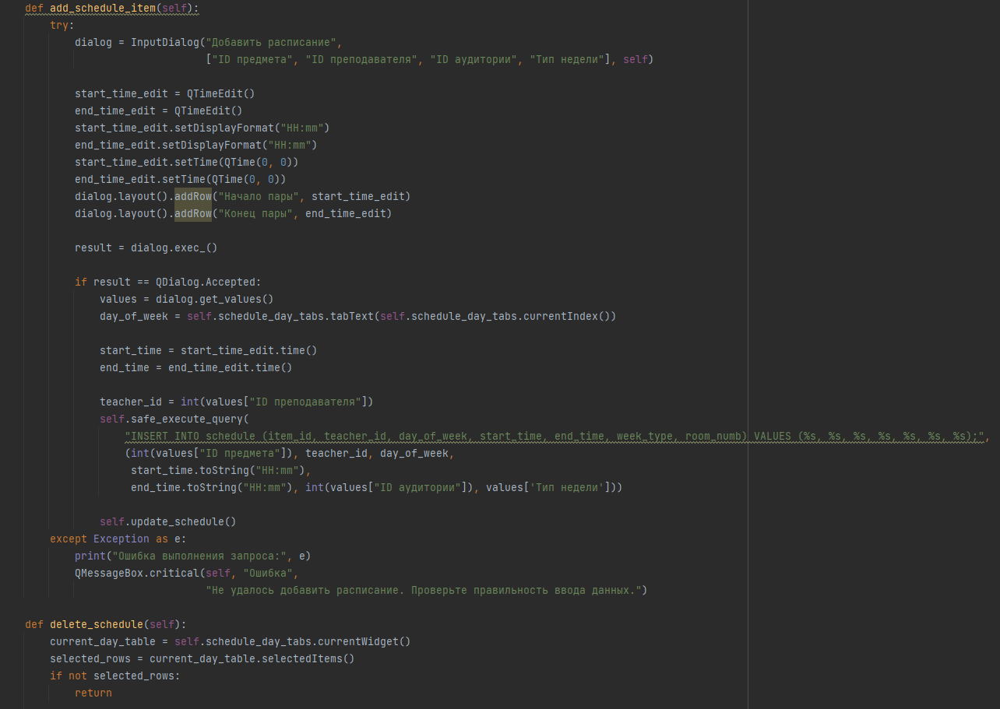 def add_schedule_item(self):
try:
dialog = InputDialog("Добавить расписание",
["ID предмета", "ID преподавателя", "ID аудитории", "Тип недели"], self)
start_time_edit = QTimeEdit()
end_time_edit = QTimeEdit()
start_time_edit.setDisplayFormat("HH:mm")
end_time_edit.setDisplayFormat("HH:mm")
start_time_edit.setTime(QTime(0, 0))
end_time_edit.setTime(QTime(0, 0))
dialog.layout().addRow("Начало пары", start_time_edit)
dialog.layout().addRow("Конец пары", end_time_edit)
result = dialog.exec_()
if result == QDialog.Accepted:
values = dialog.get_values()
day_of_week = self.schedule_day_tabs.tabText(self.schedule_day_tabs.currentIndex())
start_time = start_time_edit.time()
end_time = end_time_edit.time()
teacher_id = int(values["ID преподавателя"])
self.safe_execute_query(
"INSERT INTO schedule (item_id, teacher_id, day_of_week, start_time, end_time, week_type, room_numb) VALUES (%s, %s, %s, %s, %s, %s, %s);",
(int(values["ID предмета"]), teacher_id, day_of_week,
start_time.toString("HH:mm"),
end_time.toString("HH:mm"), int(values["ID аудитории"]), values['Тип недели']))
self.update_schedule()
except Exception as e:
print("Ошибка выполнения запроса:", e)
QMessageBox.critical(self, "Ошибка",
"Не удалось добавить расписание. Проверьте правильность ввода данных.")
def delete_schedule(self):
current_day_table = self.schedule_day_tabs.currentWidget()
selected_rows = current_day_table.selectedItems()
if not selected_rows:
return